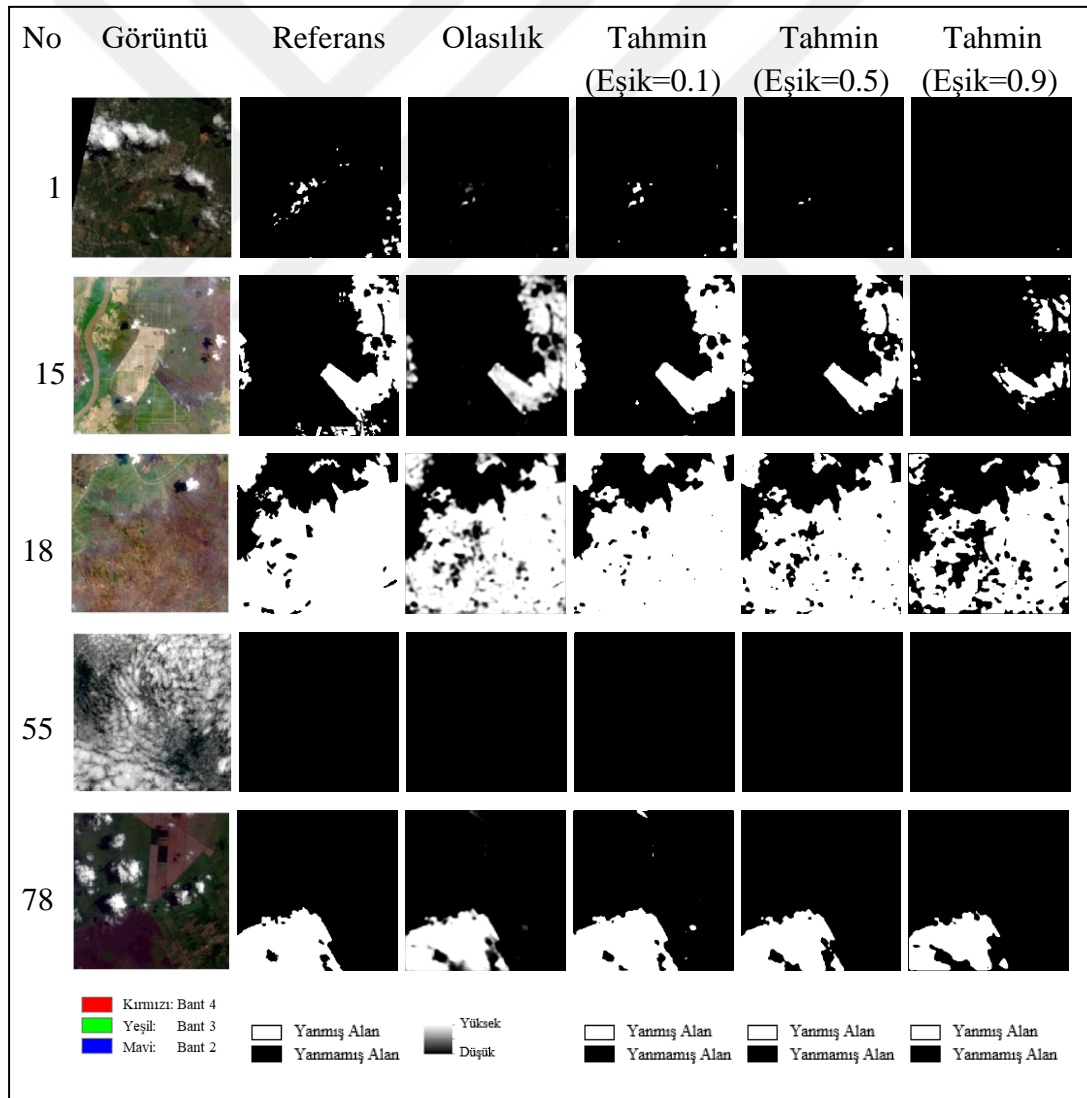 No Görüntü Referans Olasılık Tahmin Tahmin Tahmin
(Eşik=0.1) (Eşik=0.5) (Eşik=0.9)
1
15
18
55
78
Kırmızı: Bant 4
Yeşil: Bant 3
Mavi: Bant 2
Yanmış Alan
Yanmamış Alan
Yüksek
Düşük
Yanmış Alan
Yanmamış Alan
Yanmış Alan
Yanmamış Alan
Yanmış Alan
Yanmamış Alan